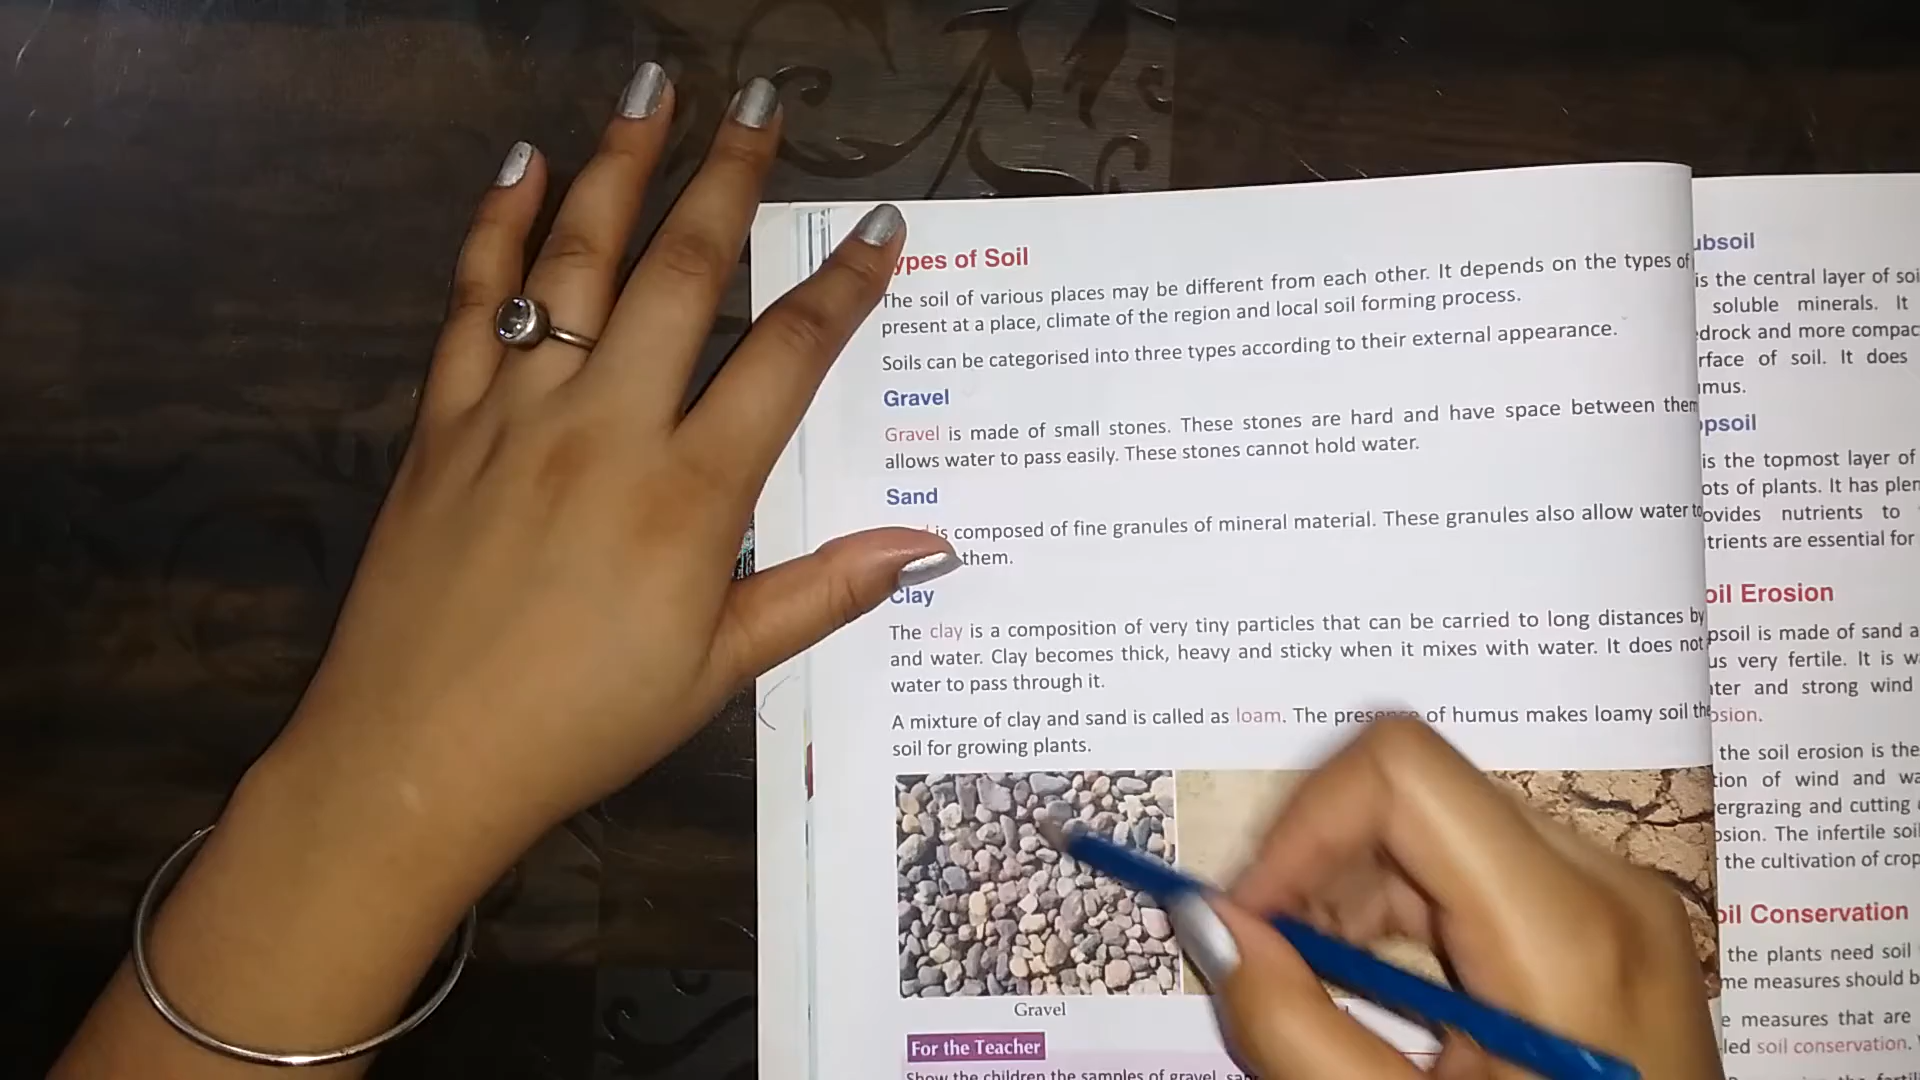 ypes of Soil
The soil of various places may be different from each other. It depends on the types of
present at a place, climate of the region and local soil forming process.
Soils can be categorised into three types according to their external appearance.
Gravel
Gravel is made of small stones. These stones are hard and have space between them
allows water to pass easily. These stones cannot hold water.
Sand
is composed of fine granules of mineral material. These granules also allow water to
them.
Clay
The clay is a composition of very tiny particles that can be carried to long distances by
and water. Clay becomes thick, heavy and sticky when it mixes with water. It does not
water to pass through it.
A mixture of clay and sand is called as loam. The presence of humus makes loamy soil the
soil for growing plants.
Gravel
For the Teacher
Show the children the samples of gravel,
ubsoil
is the central layer of soi
soluble minerals. It
edrock and more compac
rface of soil. It does
umus.
opsoil
is the topmost layer of
ots of plants. It has plen
ovides nutrients to
trients are essential for
oil Erosion
psoil is made of sand a
us very fertile. It is w
ater and strong wind
osion.
the soil erosion is the
tion of wind and wa
ergrazing and cutting
osion. The infertile soil
the cultivation of crop
oil Conservation
the plants need soil
me measures should b
e measures that are
led soil conservation.